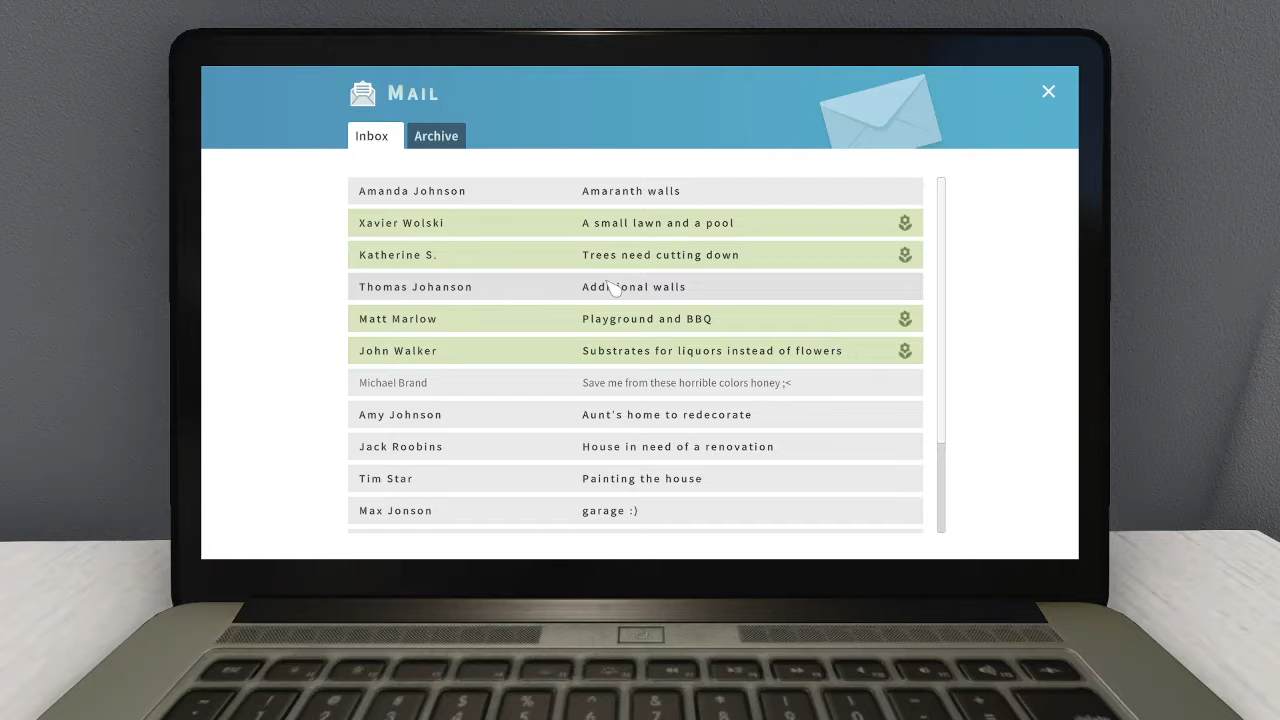 MAIL
Inbox Archive
Amanda Johnson Amaranth walls
Xavier Wolski A small lawn and a pool
Katherine S. Trees need cutting down
Thomas Johanson Additional walls
Matt Marlow Playground and BBQ
John Walker Substrates for liquors instead of flowers
Michael Brand Save me from these horrible colors honey ;<
Amy Johnson Aunt's home to redecorate
Jack Roobins House in need of a renovation
Tim Star Painting the house
Max Jonson garage :)
esc